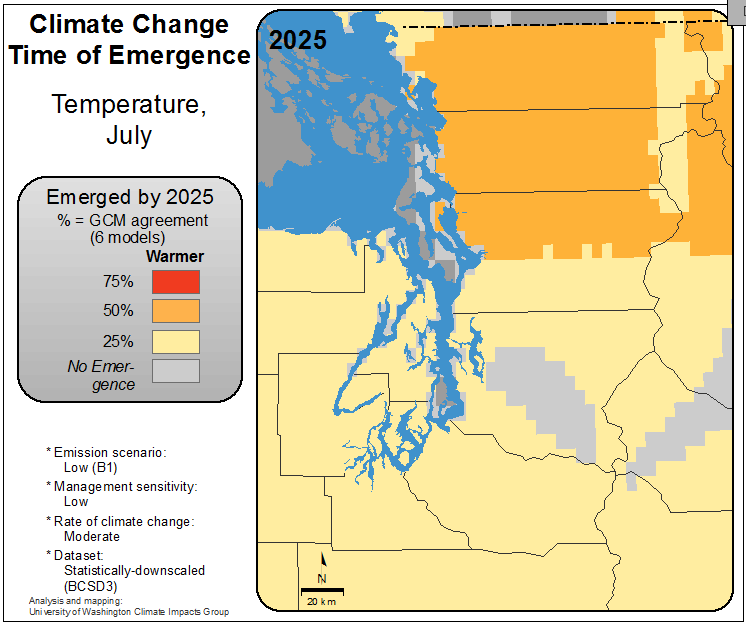 Climate Change
Time of Emergence
Temperature,
July
Emerged by 2025
% = GCM agreement
(6 models)
Warmer
75%
50%
25%
No Emer-
gence
* Emission scenario:
Low (B1)
* Management sensitivity:
Low
* Rate of climate change:
Moderate
* Dataset:
Statistically-downscaled
(BCSD3)
Analysis and mapping:
University of Washington Climate Impacts Group
2025
N
20 km